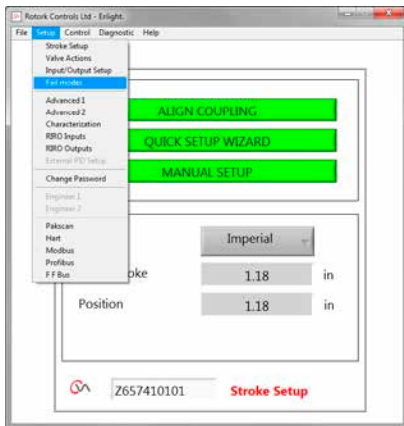 Rotork Controls Ltd - Enlight.
File Setup Control Diagnostic Help
Stroke Setup
Valve Actions
Input/Output Setup
Fail modes
Advanced 1
Advanced 2
Characterization
RIRO Inputs
RIRO Outputs
External PID Setup
Change Password
Engineer 1
Engineer 2
Pakscan
Hart
Modbus
Profibus
F F Bus
ALIGN COUPLING
QUICK SETUP WIZARD
MANUAL SETUP
Imperial
oke 1.18 in
Position 1.18 in
Z657410101 Stroke Setup